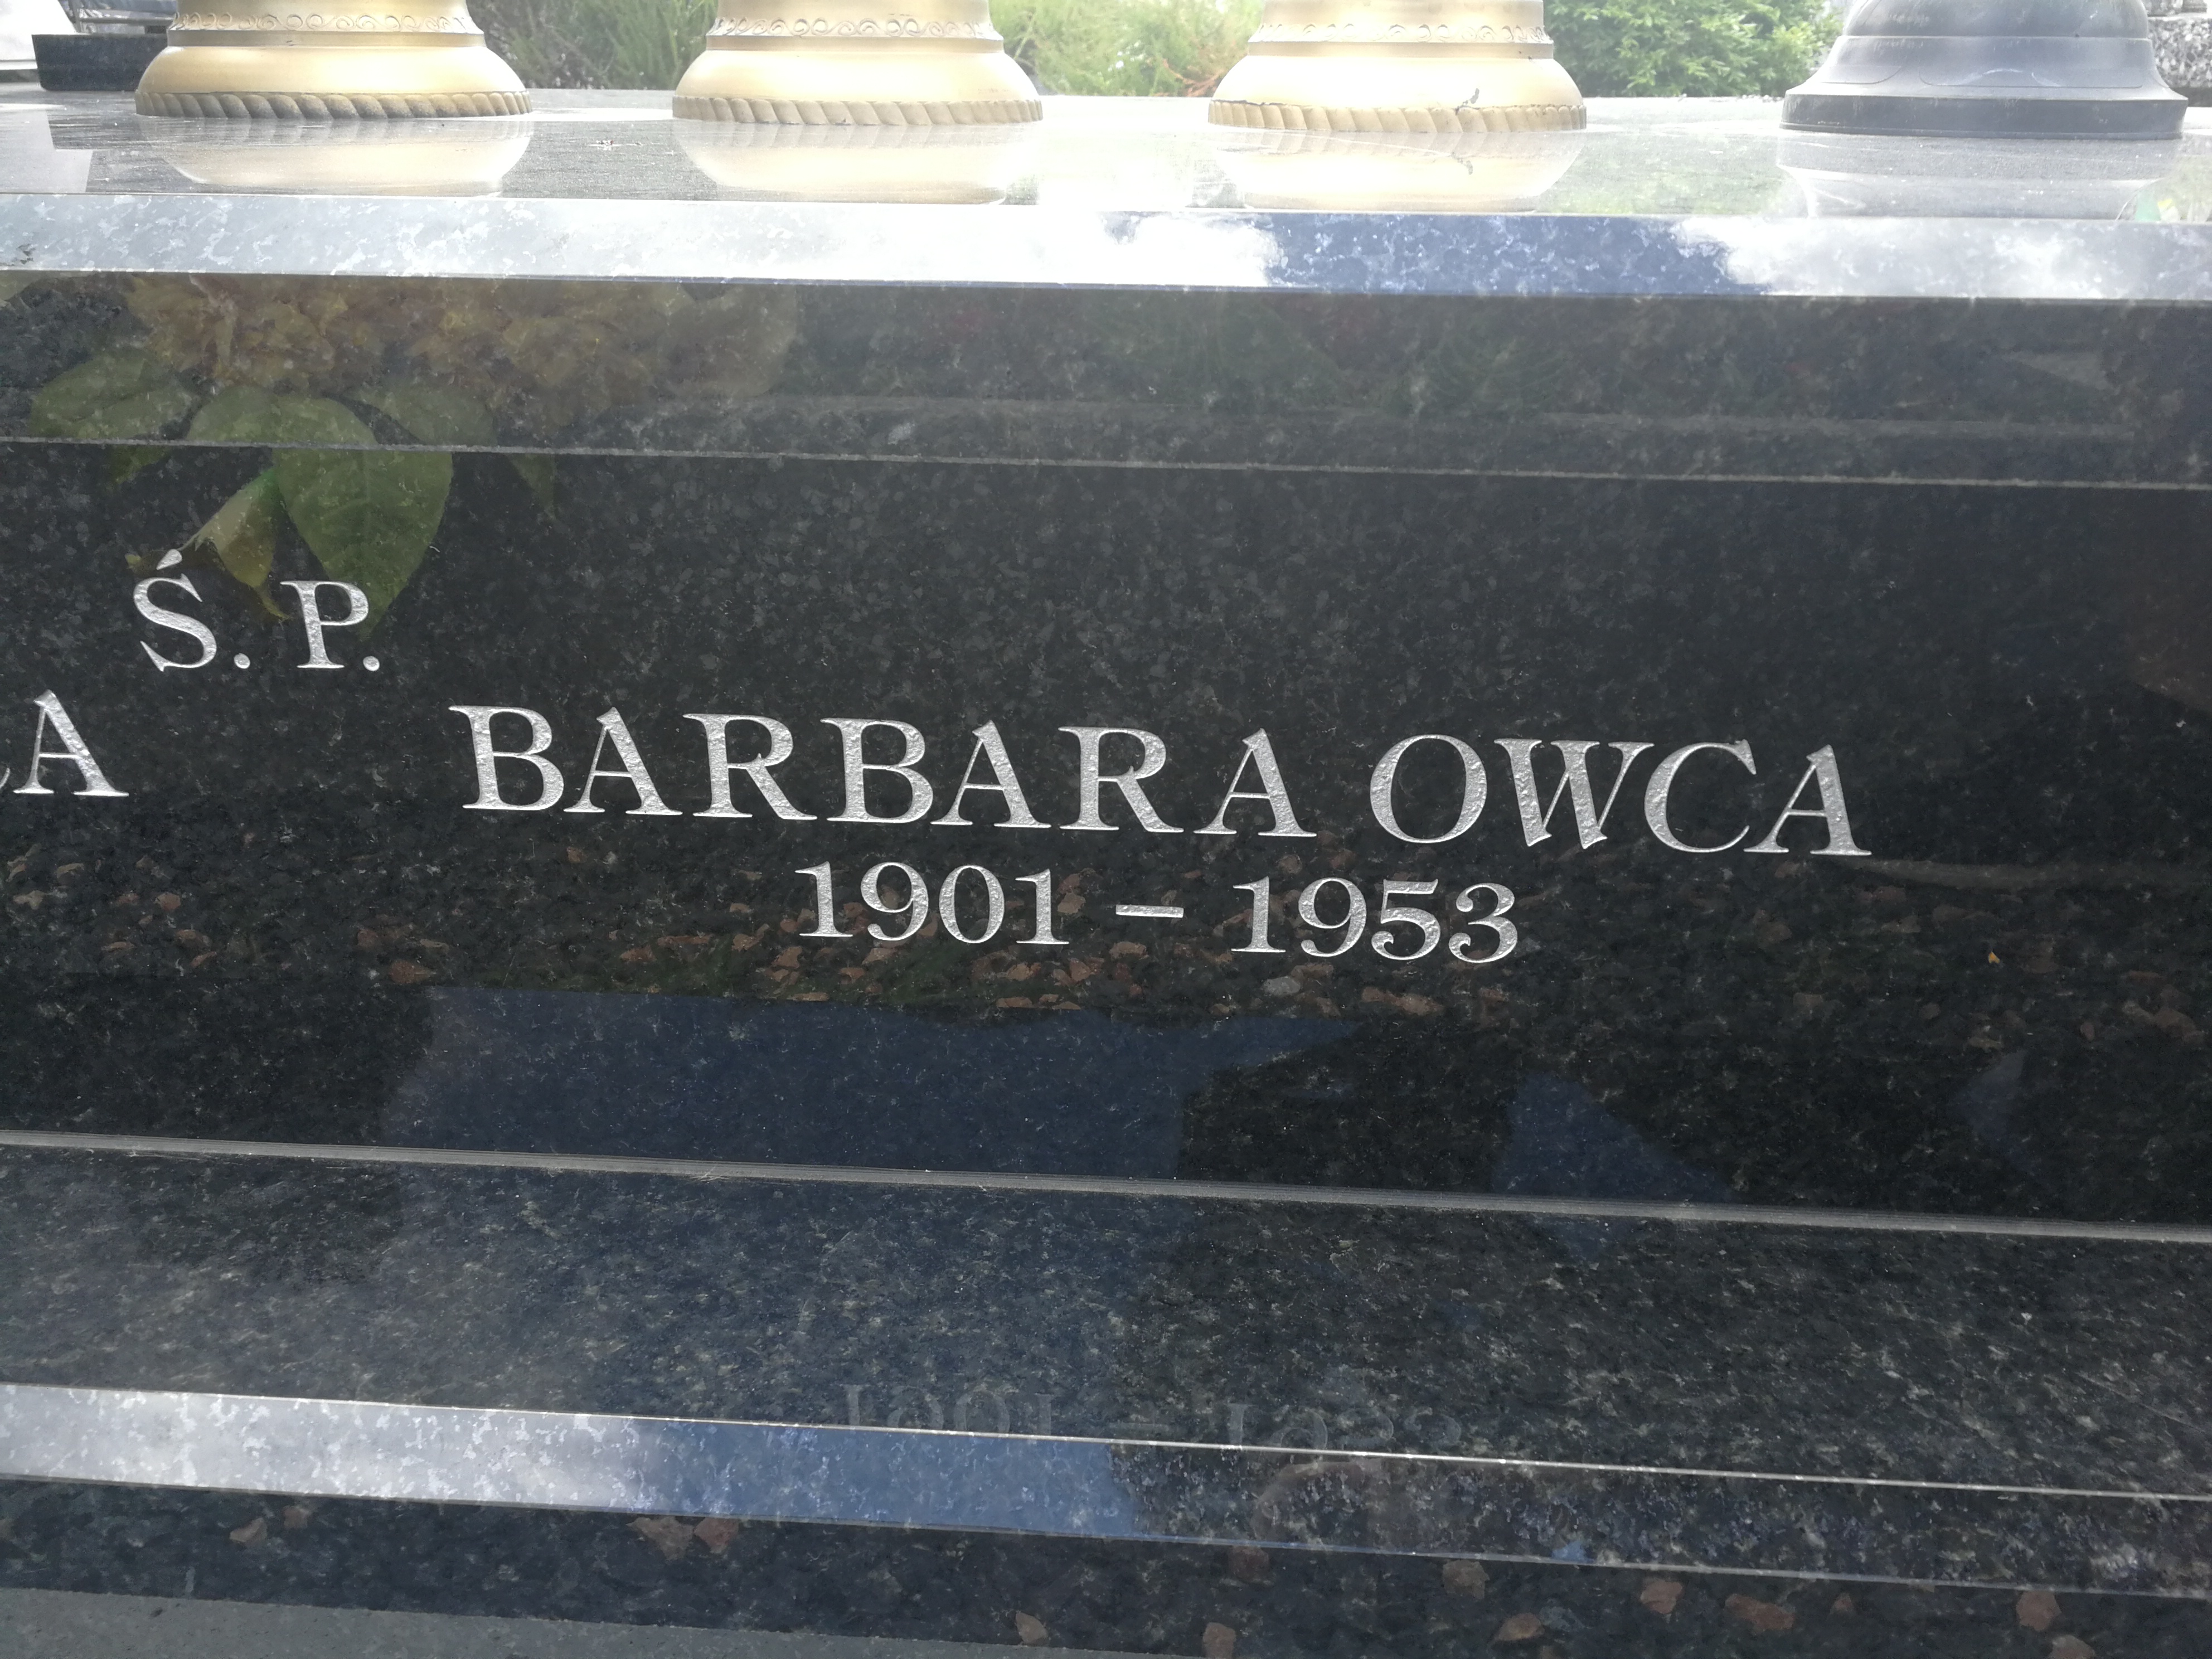 Ś. P.
BARBARA OWCA
1901 – 1953